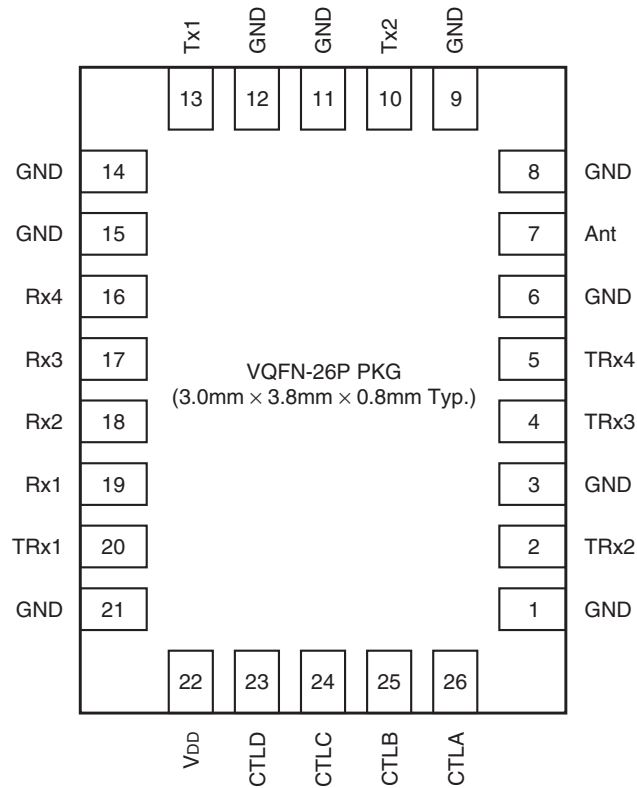 Tx1 GND GND Tx2 GND
13 12 11 10 9
GND 14 8 GND
GND 15 7 Ant
Rx4 16 6 GND
Rx3 17 5 TRx4
VQFN-26P PKG
(3.0mm × 3.8mm × 0.8mm Typ.)
Rx2 18 4 TRx3
Rx1 19 3 GND
TRx1 20 2 TRx2
GND 21 1 GND
22 23 24 25 26
VDD CTLD CTLC CTLB CTLA